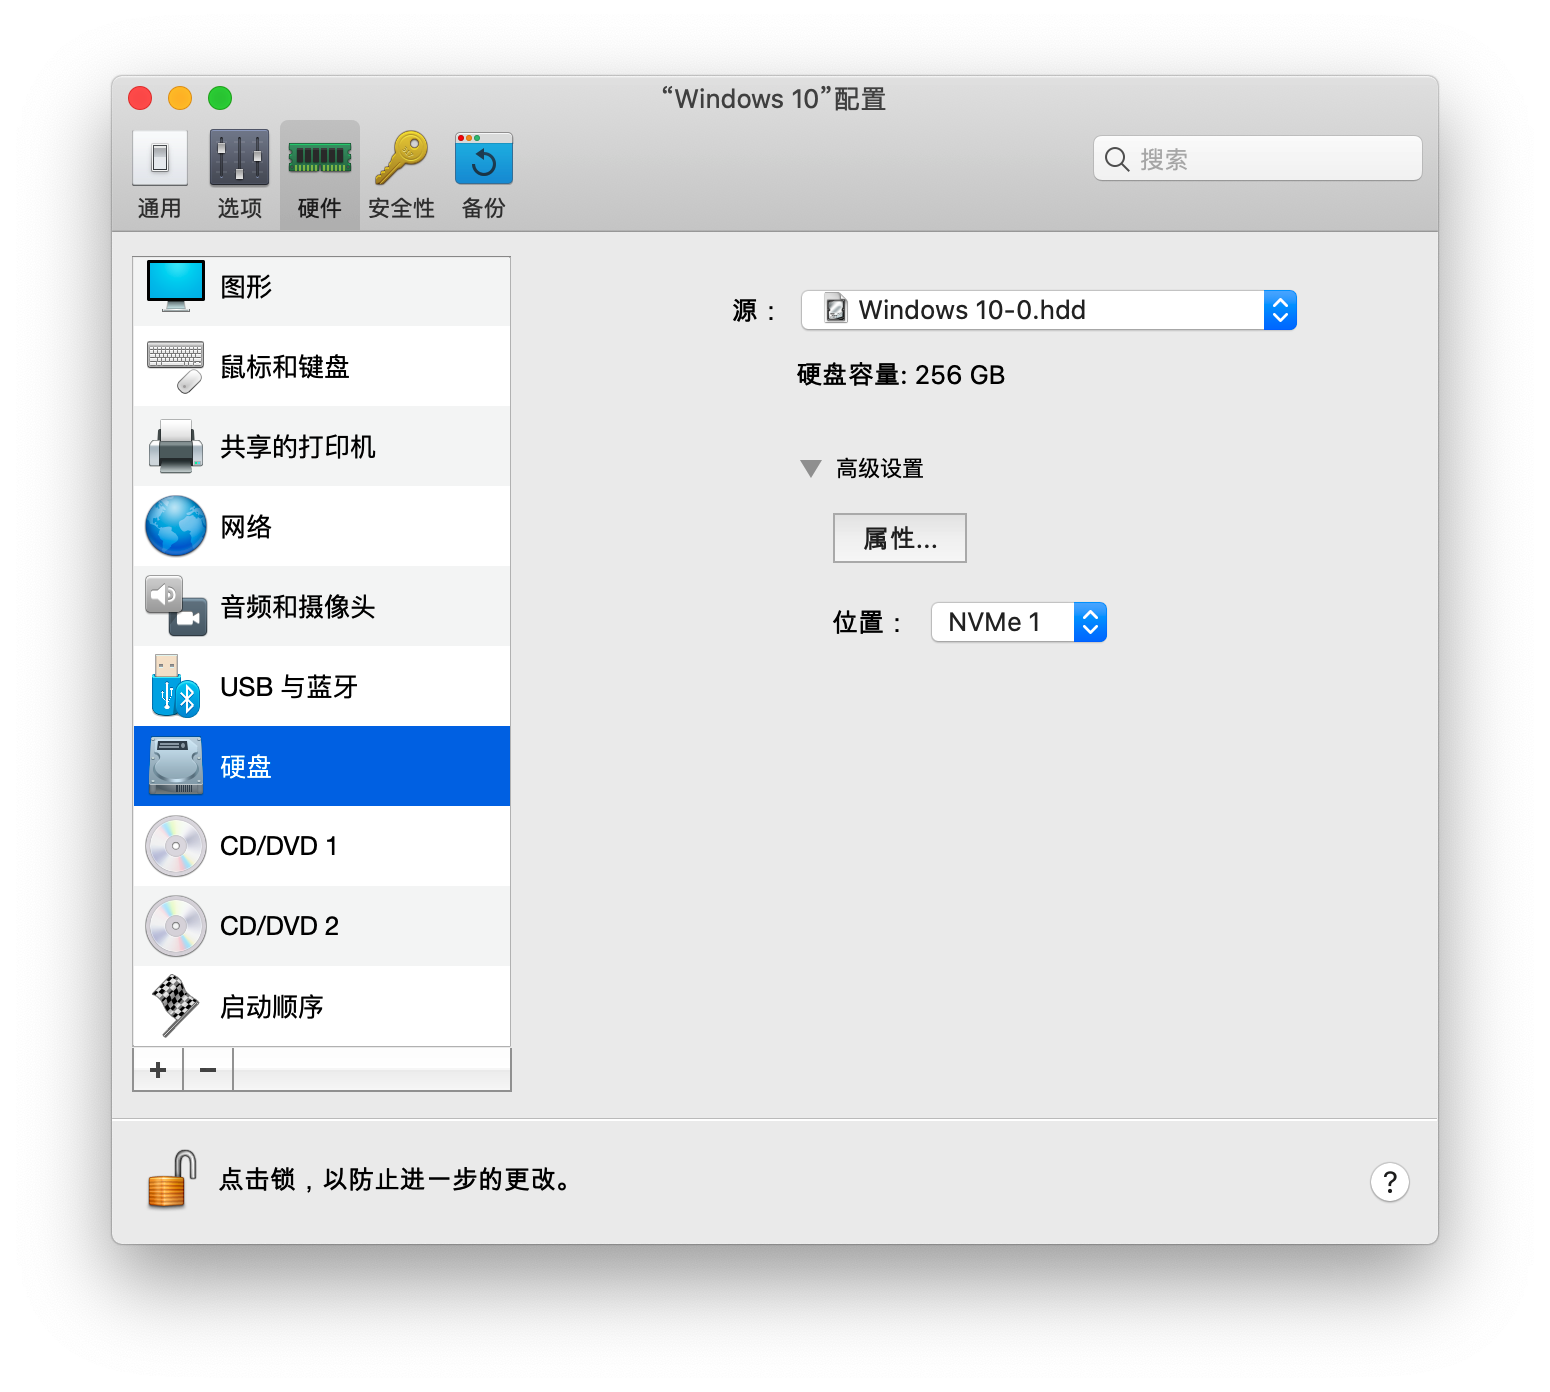 “Windows 10”配置
通用
选项
硬件
安全性
备份
搜索
图形
鼠标和键盘
共享的打印机
网络
音频和摄像头
USB 与蓝牙
硬盘
CD/DVD 1
CD/DVD 2
启动顺序
+ −
源：
Windows 10-0.hdd
硬盘容量: 256 GB
高级设置
属性...
位置：
NVMe 1
点击锁，以防止进一步的更改。
?